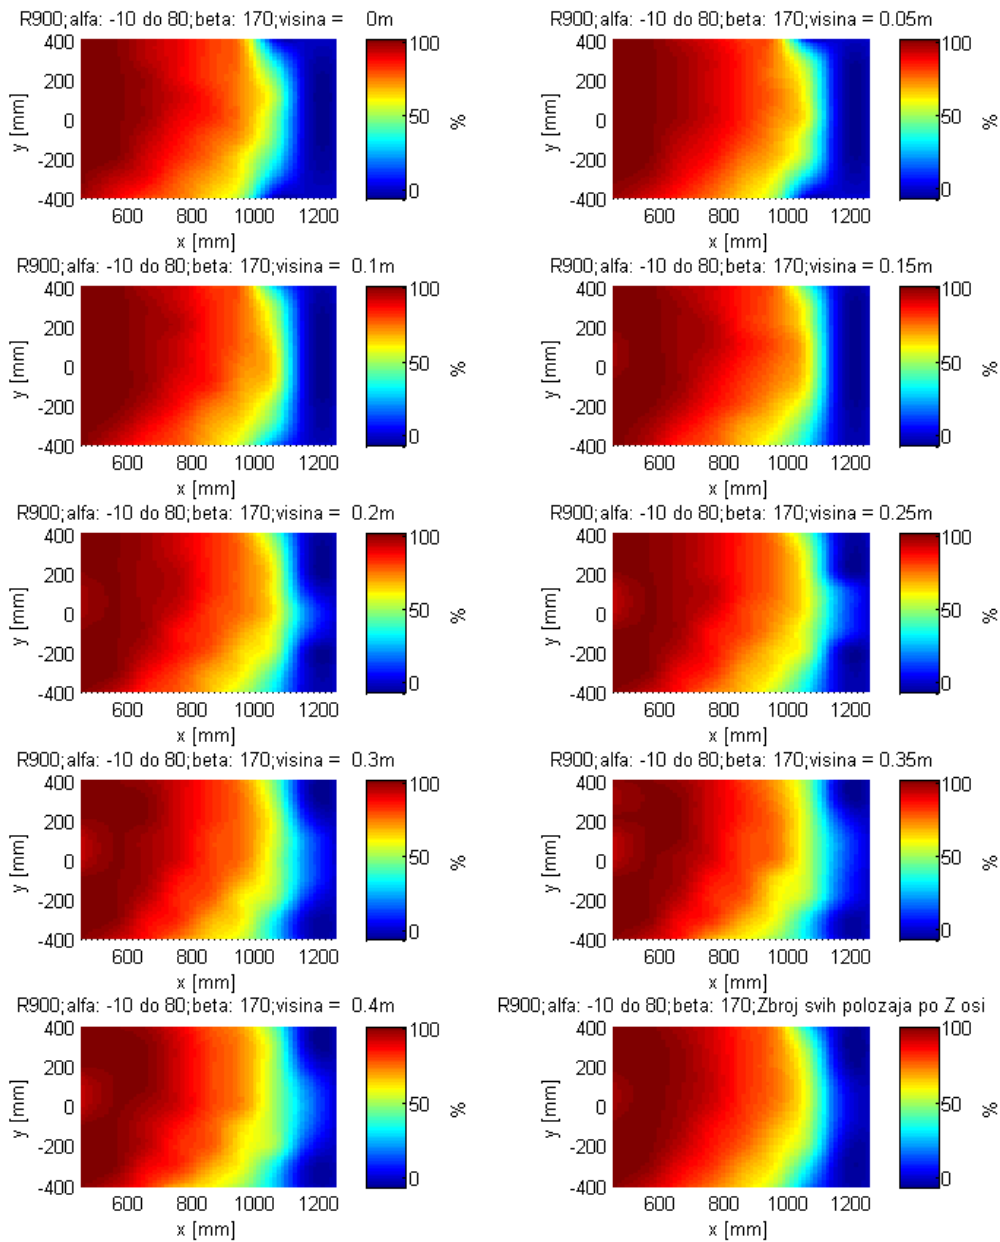 R900;alfa: -10 do 80;beta: 170;visina =    0m
400
200
0
-200
-400
y [mm]
600 800 1000 1200
x [mm]
100
50
0
%
R900;alfa: -10 do 80;beta: 170;visina = 0.05m
400
200
0
-200
-400
y [mm]
600 800 1000 1200
x [mm]
100
50
0
%
R900;alfa: -10 do 80;beta: 170;visina =  0.1m
400
200
0
-200
-400
y [mm]
600 800 1000 1200
x [mm]
100
50
0
%
R900;alfa: -10 do 80;beta: 170;visina = 0.15m
400
200
0
-200
-400
y [mm]
600 800 1000 1200
x [mm]
100
50
0
%
R900;alfa: -10 do 80;beta: 170;visina =  0.2m
400
200
0
-200
-400
y [mm]
600 800 1000 1200
x [mm]
100
50
0
%
R900;alfa: -10 do 80;beta: 170;visina = 0.25m
400
200
0
-200
-400
y [mm]
600 800 1000 1200
x [mm]
100
50
0
%
R900;alfa: -10 do 80;beta: 170;visina =  0.3m
400
200
0
-200
-400
y [mm]
600 800 1000 1200
x [mm]
100
50
0
%
R900;alfa: -10 do 80;beta: 170;visina = 0.35m
400
200
0
-200
-400
y [mm]
600 800 1000 1200
x [mm]
100
50
0
%
R900;alfa: -10 do 80;beta: 170;visina =  0.4m
400
200
0
-200
-400
y [mm]
600 800 1000 1200
x [mm]
100
50
0
%
R900;alfa: -10 do 80;beta: 170;Zbroj svih polozaja po Z osi
400
200
0
-200
-400
y [mm]
600 800 1000 1200
x [mm]
100
50
0
%